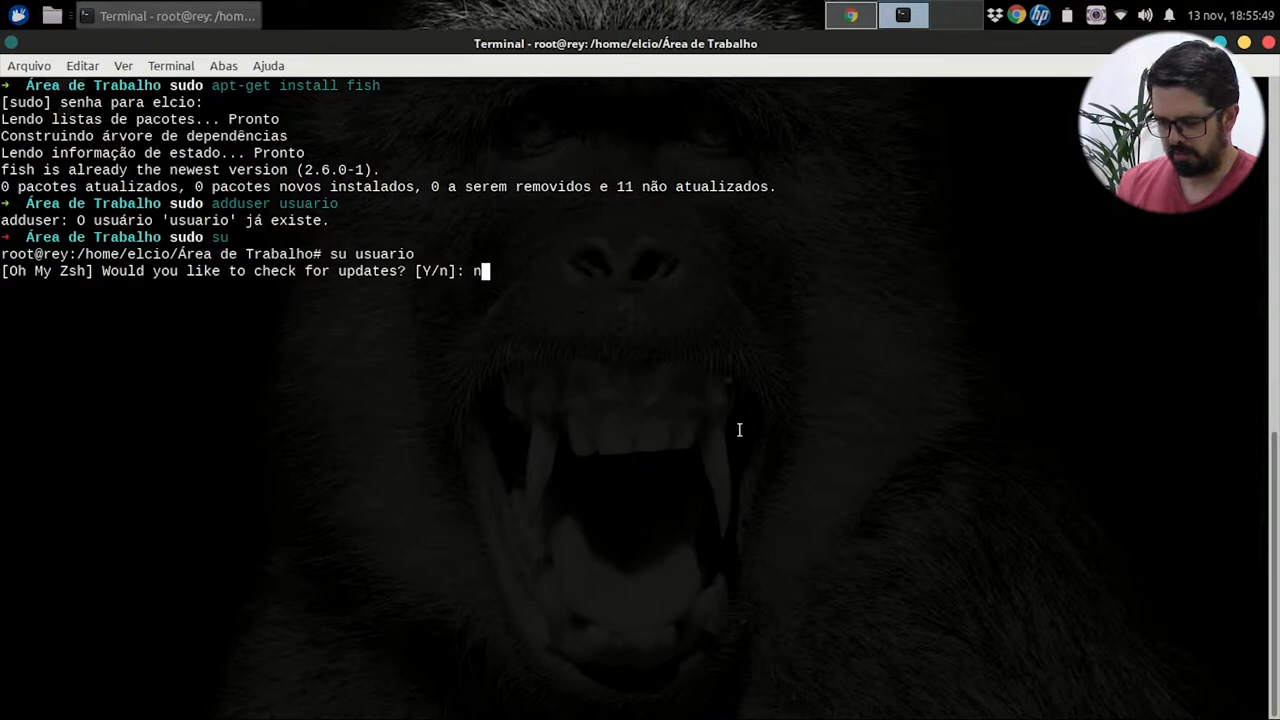 Terminal - root@rey: /hom...
13 nov, 18:55:49
Terminal - root@rey: /home/elcio/Área de Trabalho
Arquivo Editar Ver Terminal Abas Ajuda
➜ Área de Trabalho sudo apt-get install fish
[sudo] senha para elcio:
Lendo listas de pacotes... Pronto
Construindo árvore de dependências
Lendo informação de estado... Pronto
fish is already the newest version (2.6.0-1).
0 pacotes atualizados, 0 pacotes novos instalados, 0 a serem removidos e 11 não atualizados.
➜ Área de Trabalho sudo adduser usuario
adduser: O usuário 'usuario' já existe.
➜ Área de Trabalho sudo su
root@rey:/home/elcio/Área de Trabalho# su usuario
[Oh My Zsh] Would you like to check for updates? [Y/n]: n